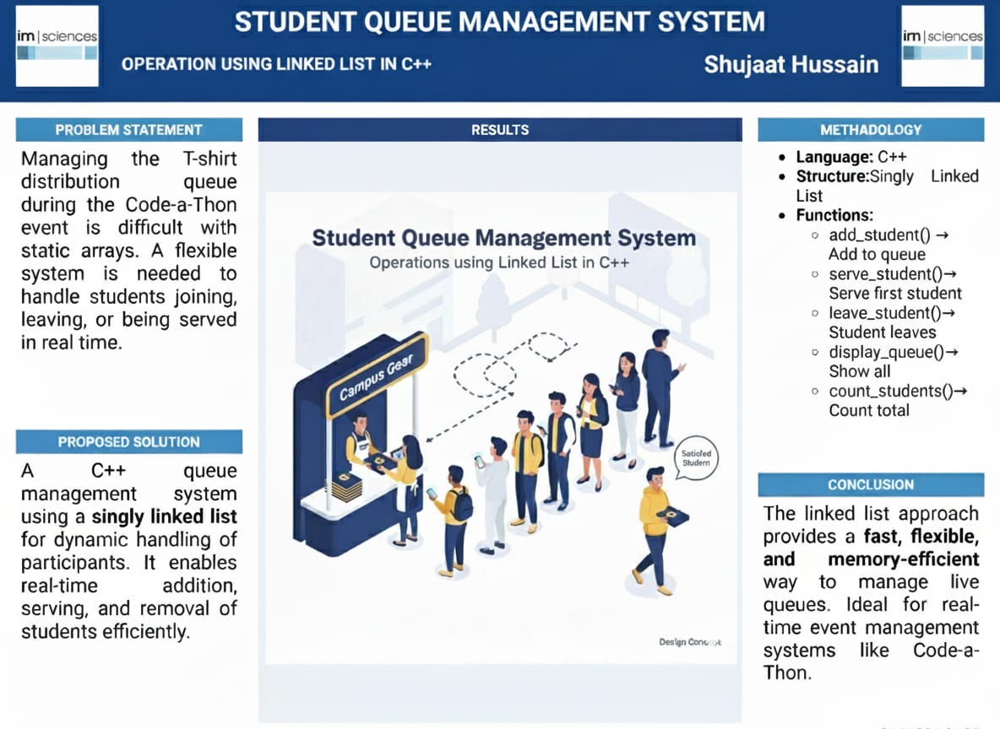 im|sciences
STUDENT QUEUE MANAGEMENT SYSTEM
OPERATION USING LINKED LIST IN C++
Shujaat Hussain
im|sciences
PROBLEM STATEMENT
Managing the T-shirt
distribution queue
during the Code-a-Thon
event is difficult with
static arrays. A flexible
system is needed to
handle students joining,
leaving, or being served
in real time.
PROPOSED SOLUTION
A C++ queue
management system
using a singly linked list
for dynamic handling of
participants. It enables
real-time addition,
serving, and removal of
students efficiently.
RESULTS
Student Queue Management System
Operations using Linked List in C++
Campus Gear
Design
METHADOLOGY
• Language: C++
• Structure:Singly Linked
List
• Functions:
◦ add_student() →
Add to queue
◦ serve_student()→
Serve first student
◦ leave_student()→
Student leaves
◦ display_queue()→
Show all
◦ count_students()→
Count total
CONCLUSION
The linked list approach
provides a fast, flexible,
and memory-efficient
way to manage live
queues. Ideal for real-
time event management
systems like Code-a-
Thon.